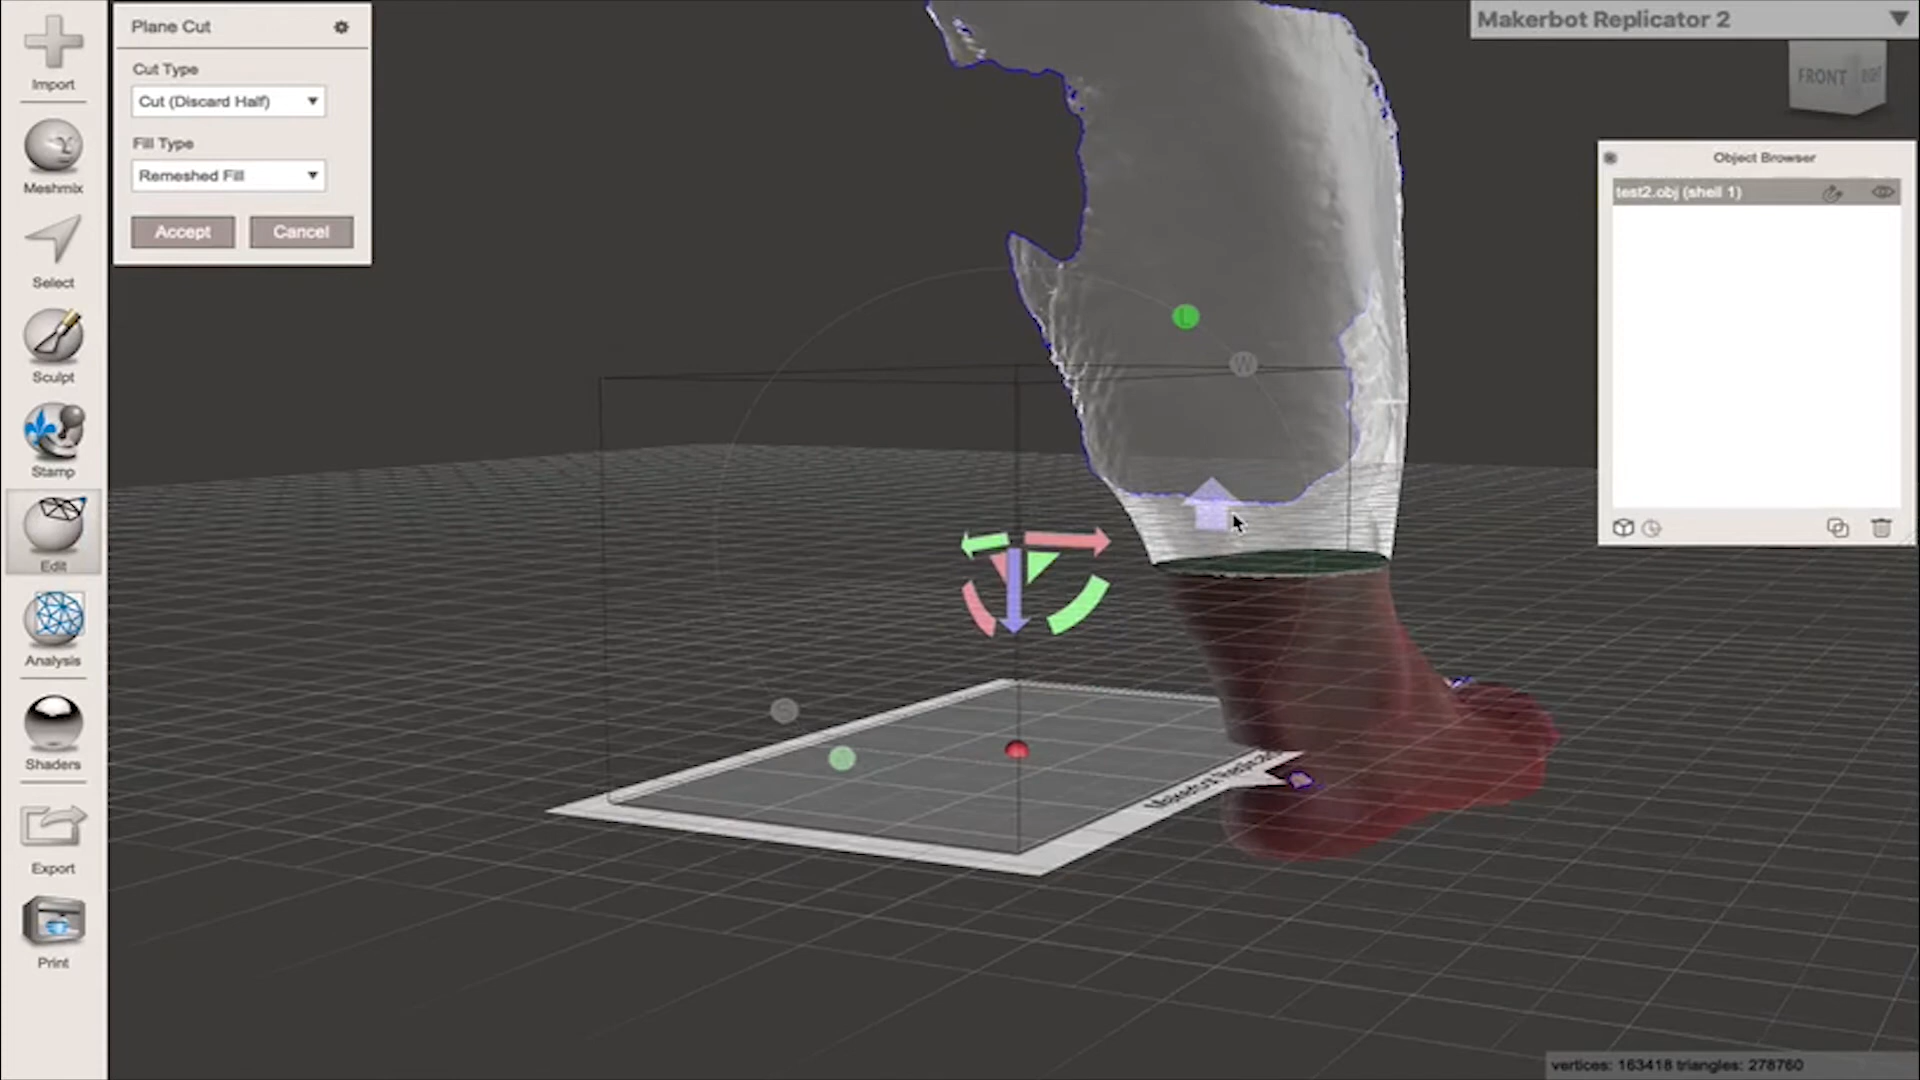 Import
Meshmix
Select
Sculpt
Stamp
Edit
Analysis
Shaders
Export
Print
Plane Cut
Cut Type
Cut (Discard Half)
Fill Type
Remeshed Fill
Accept
Cancel
L
W
Makerbot Replicator 2
FRONT
Object Browser
test2.obj (shell 1)
vertices: 163418 triangles: 278760